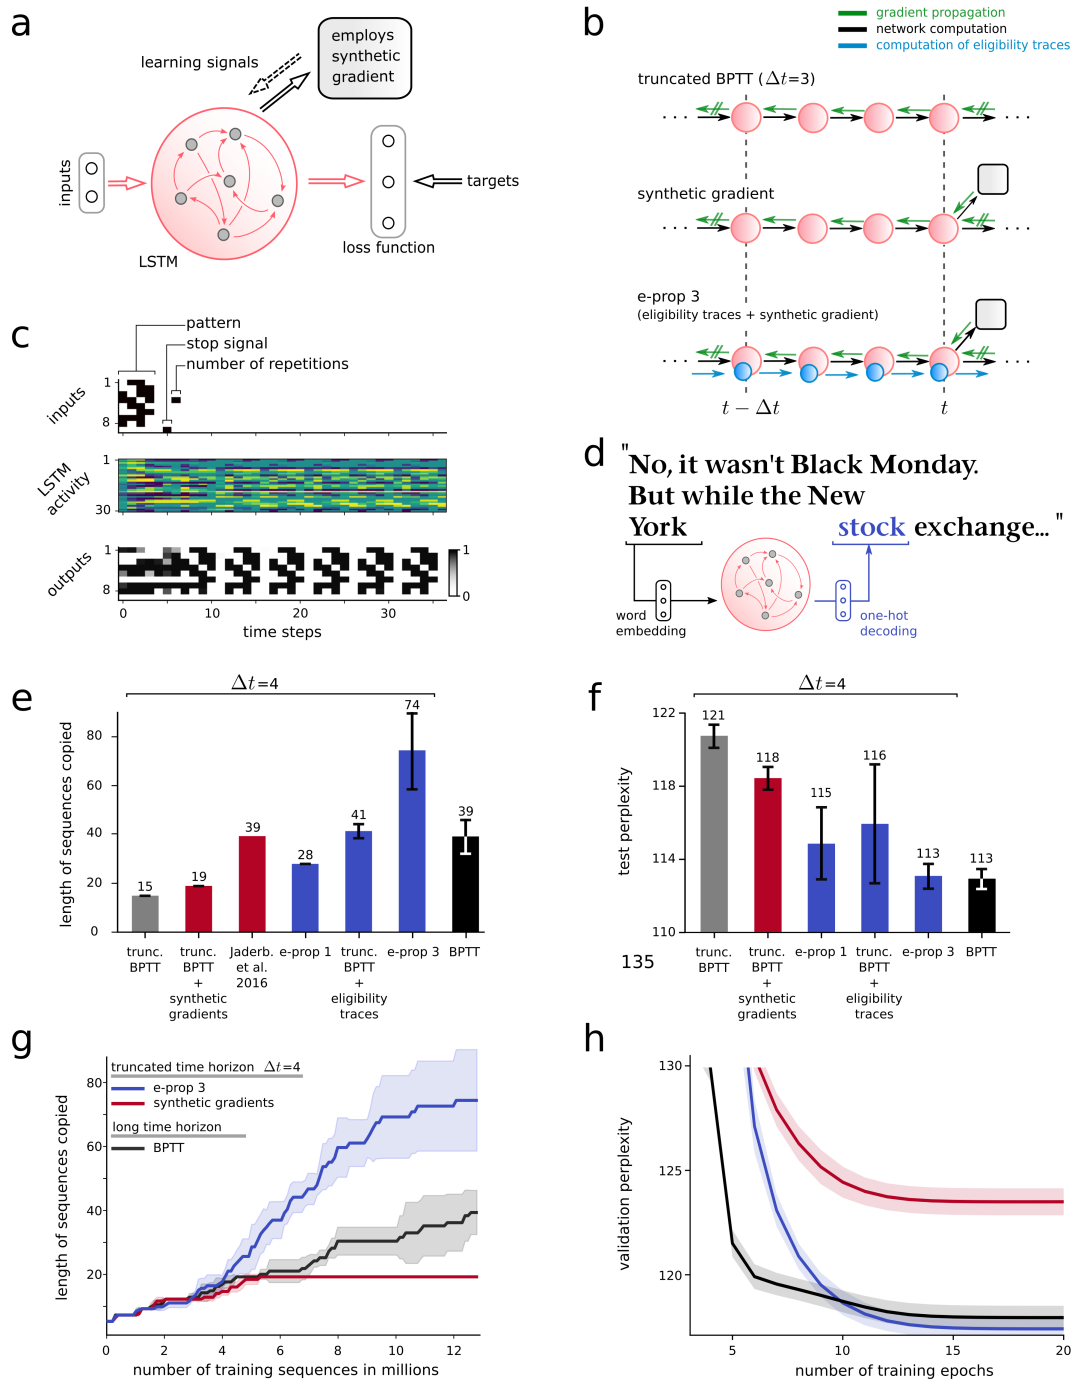 a
employs
synthetic
gradient
learning signals
inputs
targets
loss function
LSTM
b
gradient propagation
network computation
computation of eligibility traces
truncated BPTT (Δt=3)
. . .
. . .
synthetic gradient
. . .
. . .
e-prop 3
(eligibility traces + synthetic gradient)
. . .
. . .
t − Δt
t
c
pattern
stop signal
number of repetitions
inputs
1
8
LSTM
activity
1
30
outputs
1
8
1
0
0
10
20
30
time steps
d
"No, it wasn't Black Monday.
But while the New
York
stock exchange... "
word
embedding
one-hot
decoding
e
Δt=4
length of sequences copied
80
60
40
20
0
15
19
39
28
41
74
39
trunc.
BPTT
trunc.
BPTT
+
synthetic
gradients
Jaderb.
et al.
2016
e-prop 1
trunc.
BPTT
+
eligibility
traces
e-prop 3
BPTT
f
Δt=4
test perplexity
122
118
114
110
121
118
115
116
113
113
trunc.
BPTT
trunc.
BPTT
+
synthetic
gradients
e-prop 1
trunc.
BPTT
+
eligibility
traces
e-prop 3
BPTT
135
g
truncated time horizon Δt=4
e-prop 3
synthetic gradients
long time horizon
BPTT
length of sequences copied
80
60
40
20
0
2
4
6
8
10
12
number of training sequences in millions
h
validation perplexity
130
125
120
5
10
15
20
number of training epochs